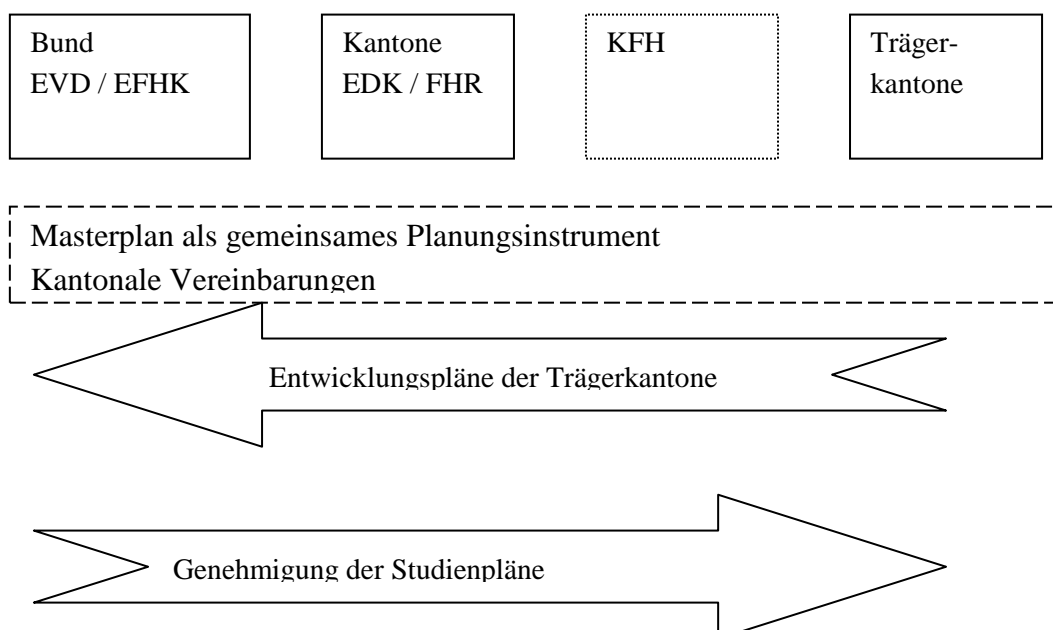 Bund
EVD / EFHK
Kantone
EDK / FHR
KFH
Träger-
kantone
Masterplan als gemeinsames Planungsinstrument
Kantonale Vereinbarungen
Entwicklungspläne der Trägerkantone
Genehmigung der Studienpläne